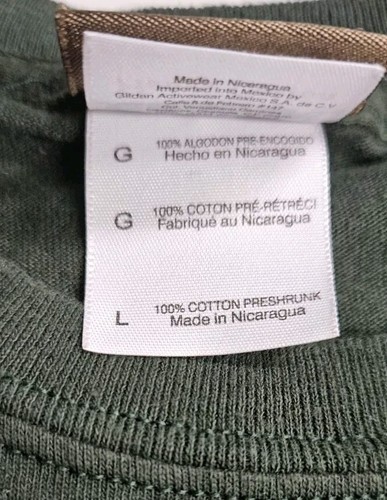 Made in Nicaragua
Imported into Mexico by
Gildan Activewear Mexico S.A. de C.V.
G
100% ALGODON PRE-ENCOGIDO
Hecho en Nicaragua
G
100% COTON PRÉ-RÉTRÉCI
Fabriqué au Nicaragua
L
100% COTTON PRESHRUNK
Made in Nicaragua